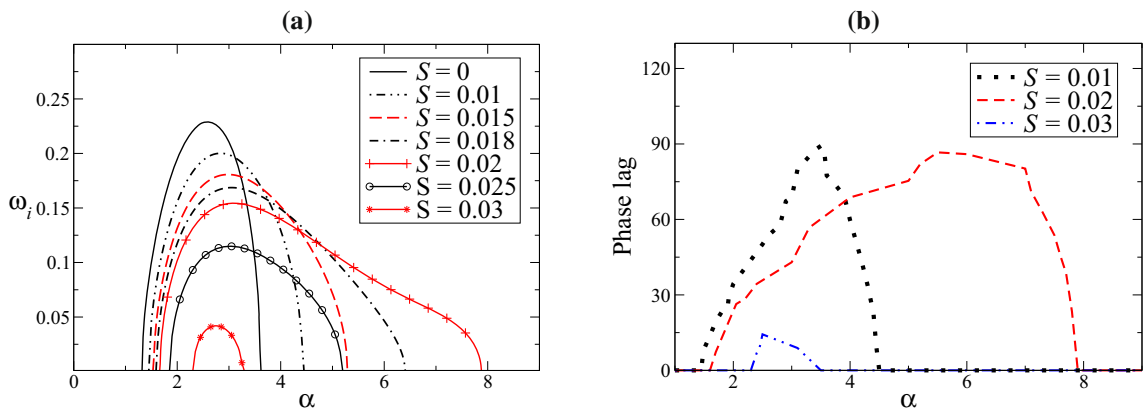 (a)
0.25
0.2
0.15
0.1
0.05
ωi
0 2 4 6 8
α
S = 0
S = 0.01
S = 0.015
S = 0.018
S = 0.02
S = 0.025
S = 0.03
(b)
120
90
60
30
0
Phase lag
2 4 6 8
α
S = 0.01
S = 0.02
S = 0.03